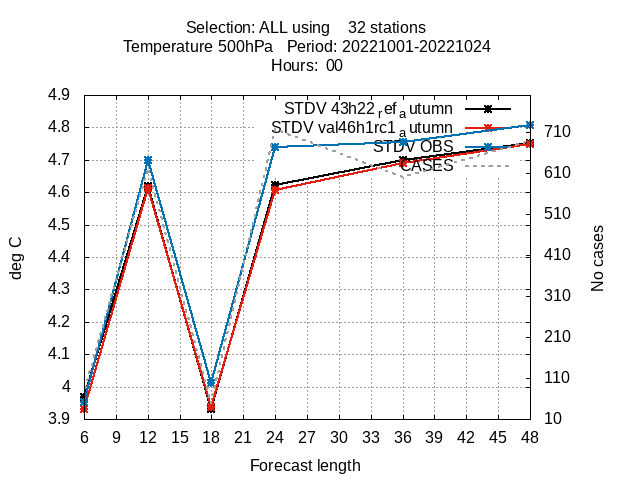 Selection: ALL using 32 stations
Temperature 500hPa Period: 20221001-20221024
Hours: 00
STDV 43h22ref_autumn
STDV val46h1rc1_autumn
STDV OBS
CASES
4.9
4.8
4.7
4.6
4.5
4.4
4.3
4.2
4.1
4
3.9
deg C
710
610
510
410
310
210
110
10
No cases
6 9 12 15 18 21 24 27 30 33 36 39 42 45 48
Forecast length